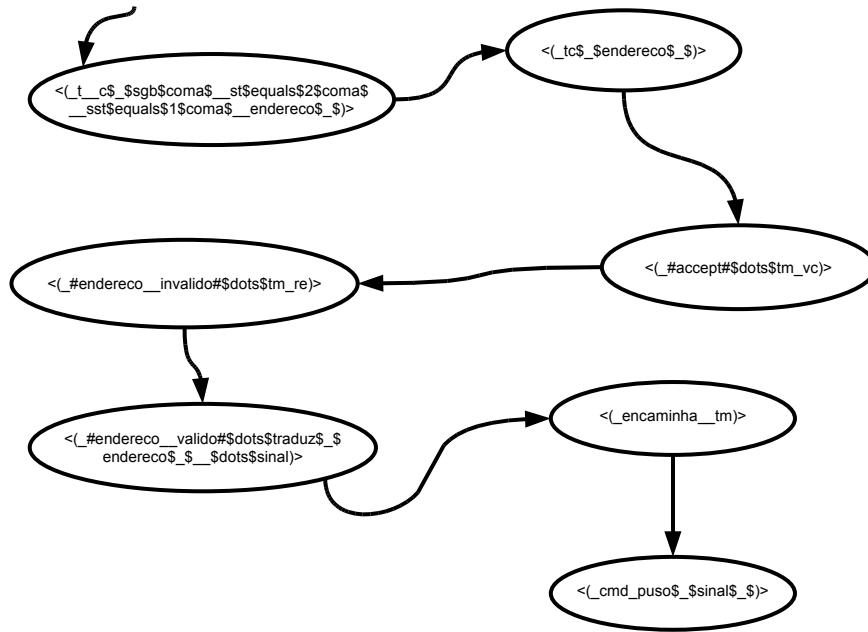 <(_t__c$_$sgb$coma$__st$equals$2$coma$
__sst$equals$1$coma$__endereco$_$)>
<(_tc$_$endereco$_$)>
<(_#accept#$dots$tm_vc)>
<(_#endereco__invalido#$dots$tm_re)>
<(_#endereco__valido#$dots$traduz$_$
endereco$_$__$dots$sinal)>
<(_encaminha__tm)>
<(_cmd_puso$_$sinal$_$)>